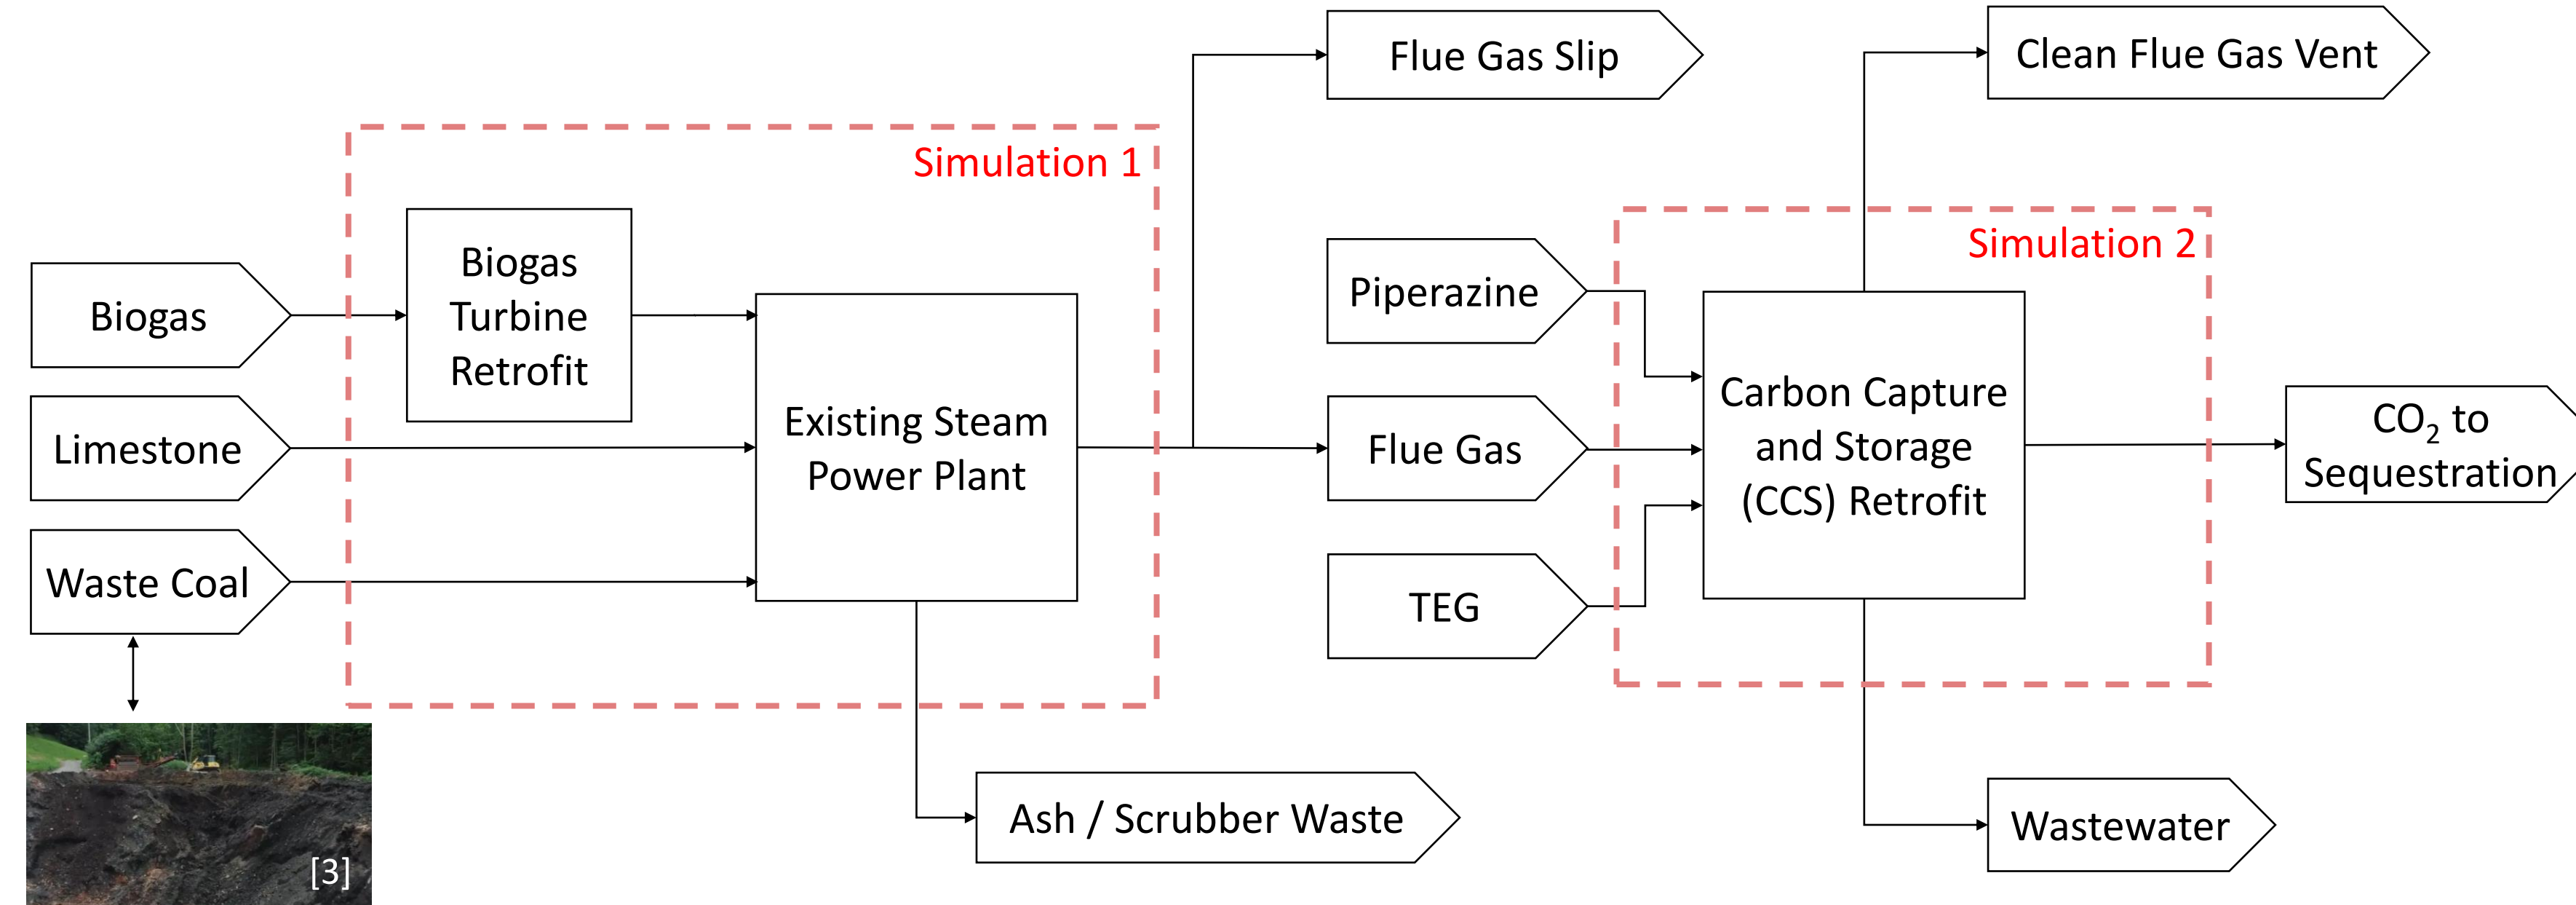 Flue Gas Slip
Clean Flue Gas Vent
Simulation 1
Simulation 2
Biogas
Biogas
Turbine
Retrofit
Piperazine
Limestone
Existing Steam
Power Plant
Flue Gas
Carbon Capture
and Storage
(CCS) Retrofit
CO₂ to
Sequestration
Waste Coal
TEG
Ash / Scrubber Waste
Wastewater
[3]